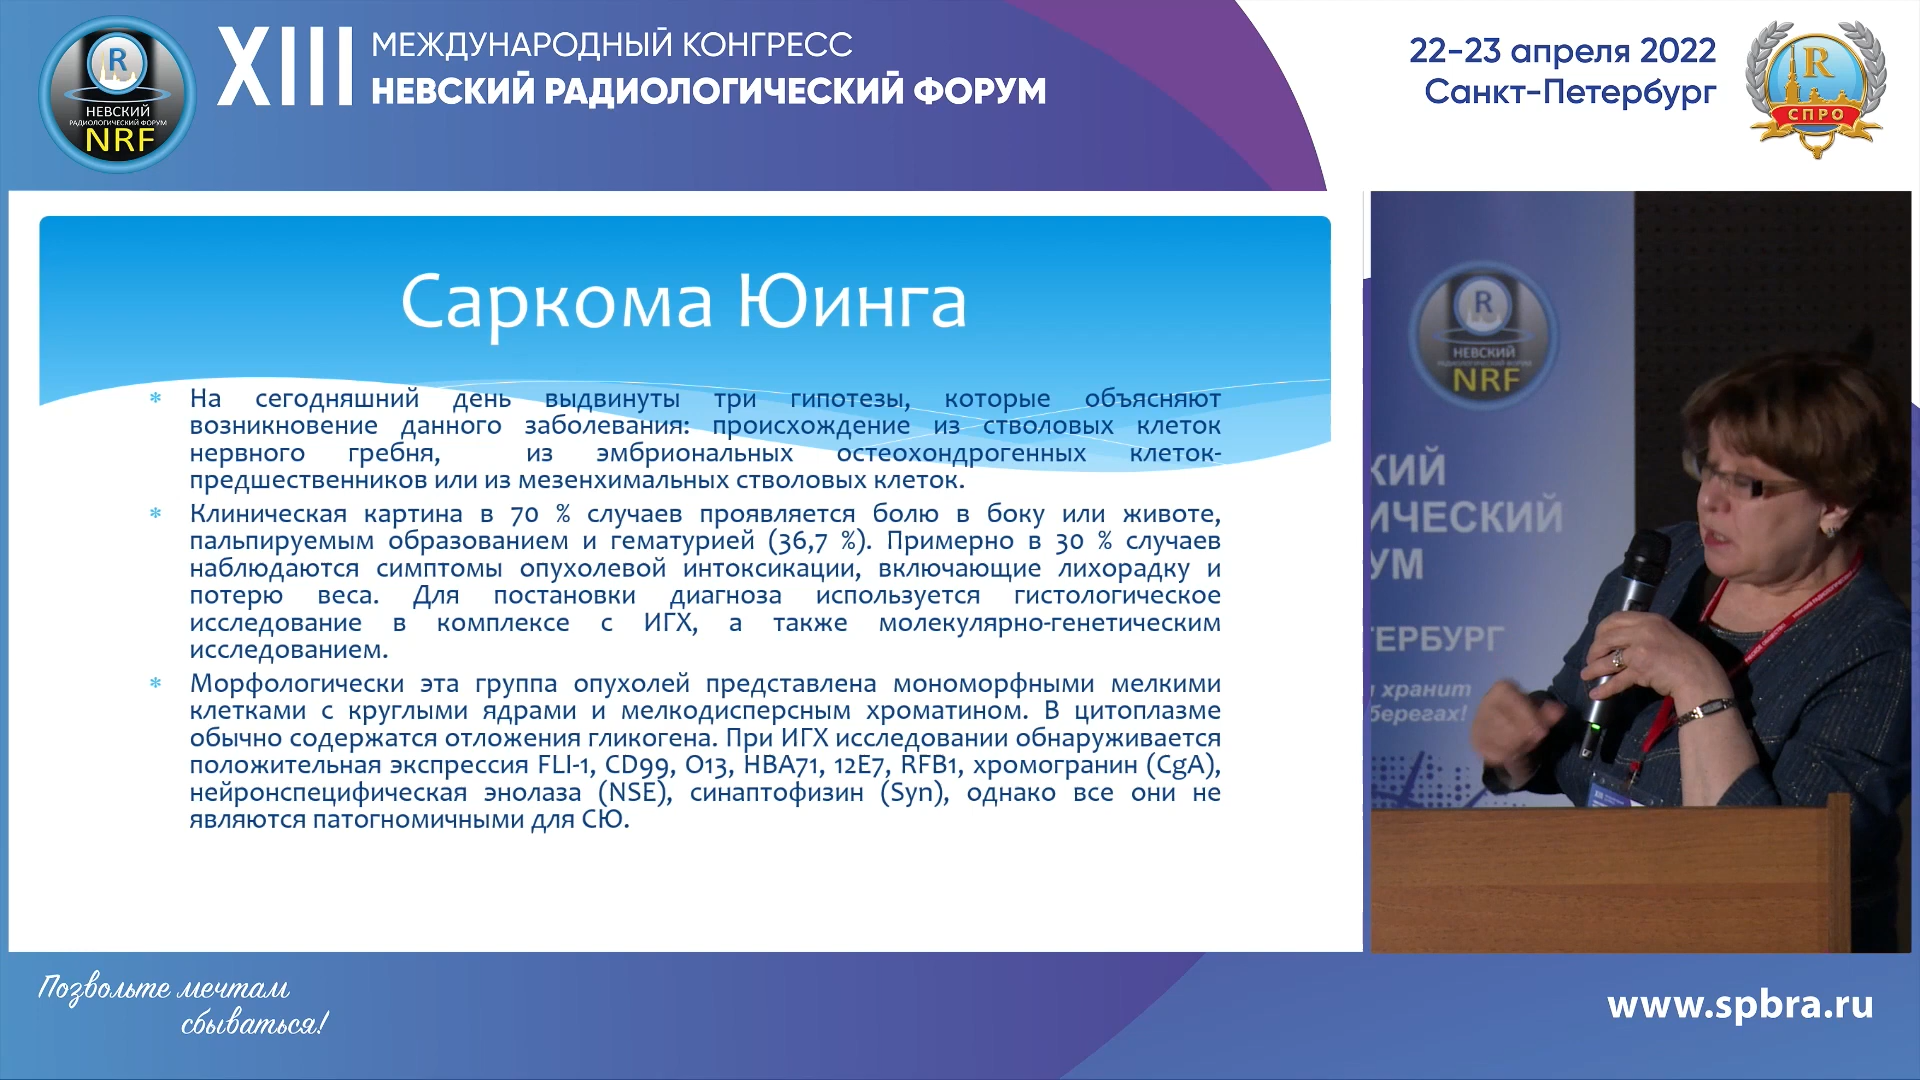 R
НЕВСКИЙ
РАДИОЛОГИЧЕСКИЙ ФОРУМ
NRF
XIII
МЕЖДУНАРОДНЫЙ КОНГРЕСС
НЕВСКИЙ РАДИОЛОГИЧЕСКИЙ ФОРУМ
22-23 апреля 2022
Санкт-Петербург
R
СПРО
Саркома Юинга
* На сегодняшний день выдвинуты три гипотезы, которые объясняют
возникновение данного заболевания: происхождение из стволовых клеток
нервного гребня, из эмбриональных остеохондрогенных клеток-
предшественников или из мезенхимальных стволовых клеток.
* Клиническая картина в 70 % случаев проявляется болю в боку или животе,
пальпируемым образованием и гематурией (36,7 %). Примерно в 30 % случаев
наблюдаются симптомы опухолевой интоксикации, включающие лихорадку и
потерю веса. Для постановки диагноза используется гистологическое
исследование в комплексе с ИГХ, а также молекулярно-генетическим
исследованием.
* Морфологически эта группа опухолей представлена мономорфными мелкими
клетками с круглыми ядрами и мелкодисперсным хроматином. В цитоплазме
обычно содержатся отложения гликогена. При ИГХ исследовании обнаруживается
положительная экспрессия FLI-1, CD99, O13, HBA71, 12E7, RFB1, хромогранин (CgA),
нейронспецифическая энолаза (NSE), синаптофизин (Syn), однако все они не
являются патогномичными для СЮ.
R
НЕВСКИЙ
NRF
КИЙ
ИЧЕСКИЙ
УМ
ТЕРБУРГ
хранит
берегах!
Позвольте мечтам
сбываться!
www.spbra.ru